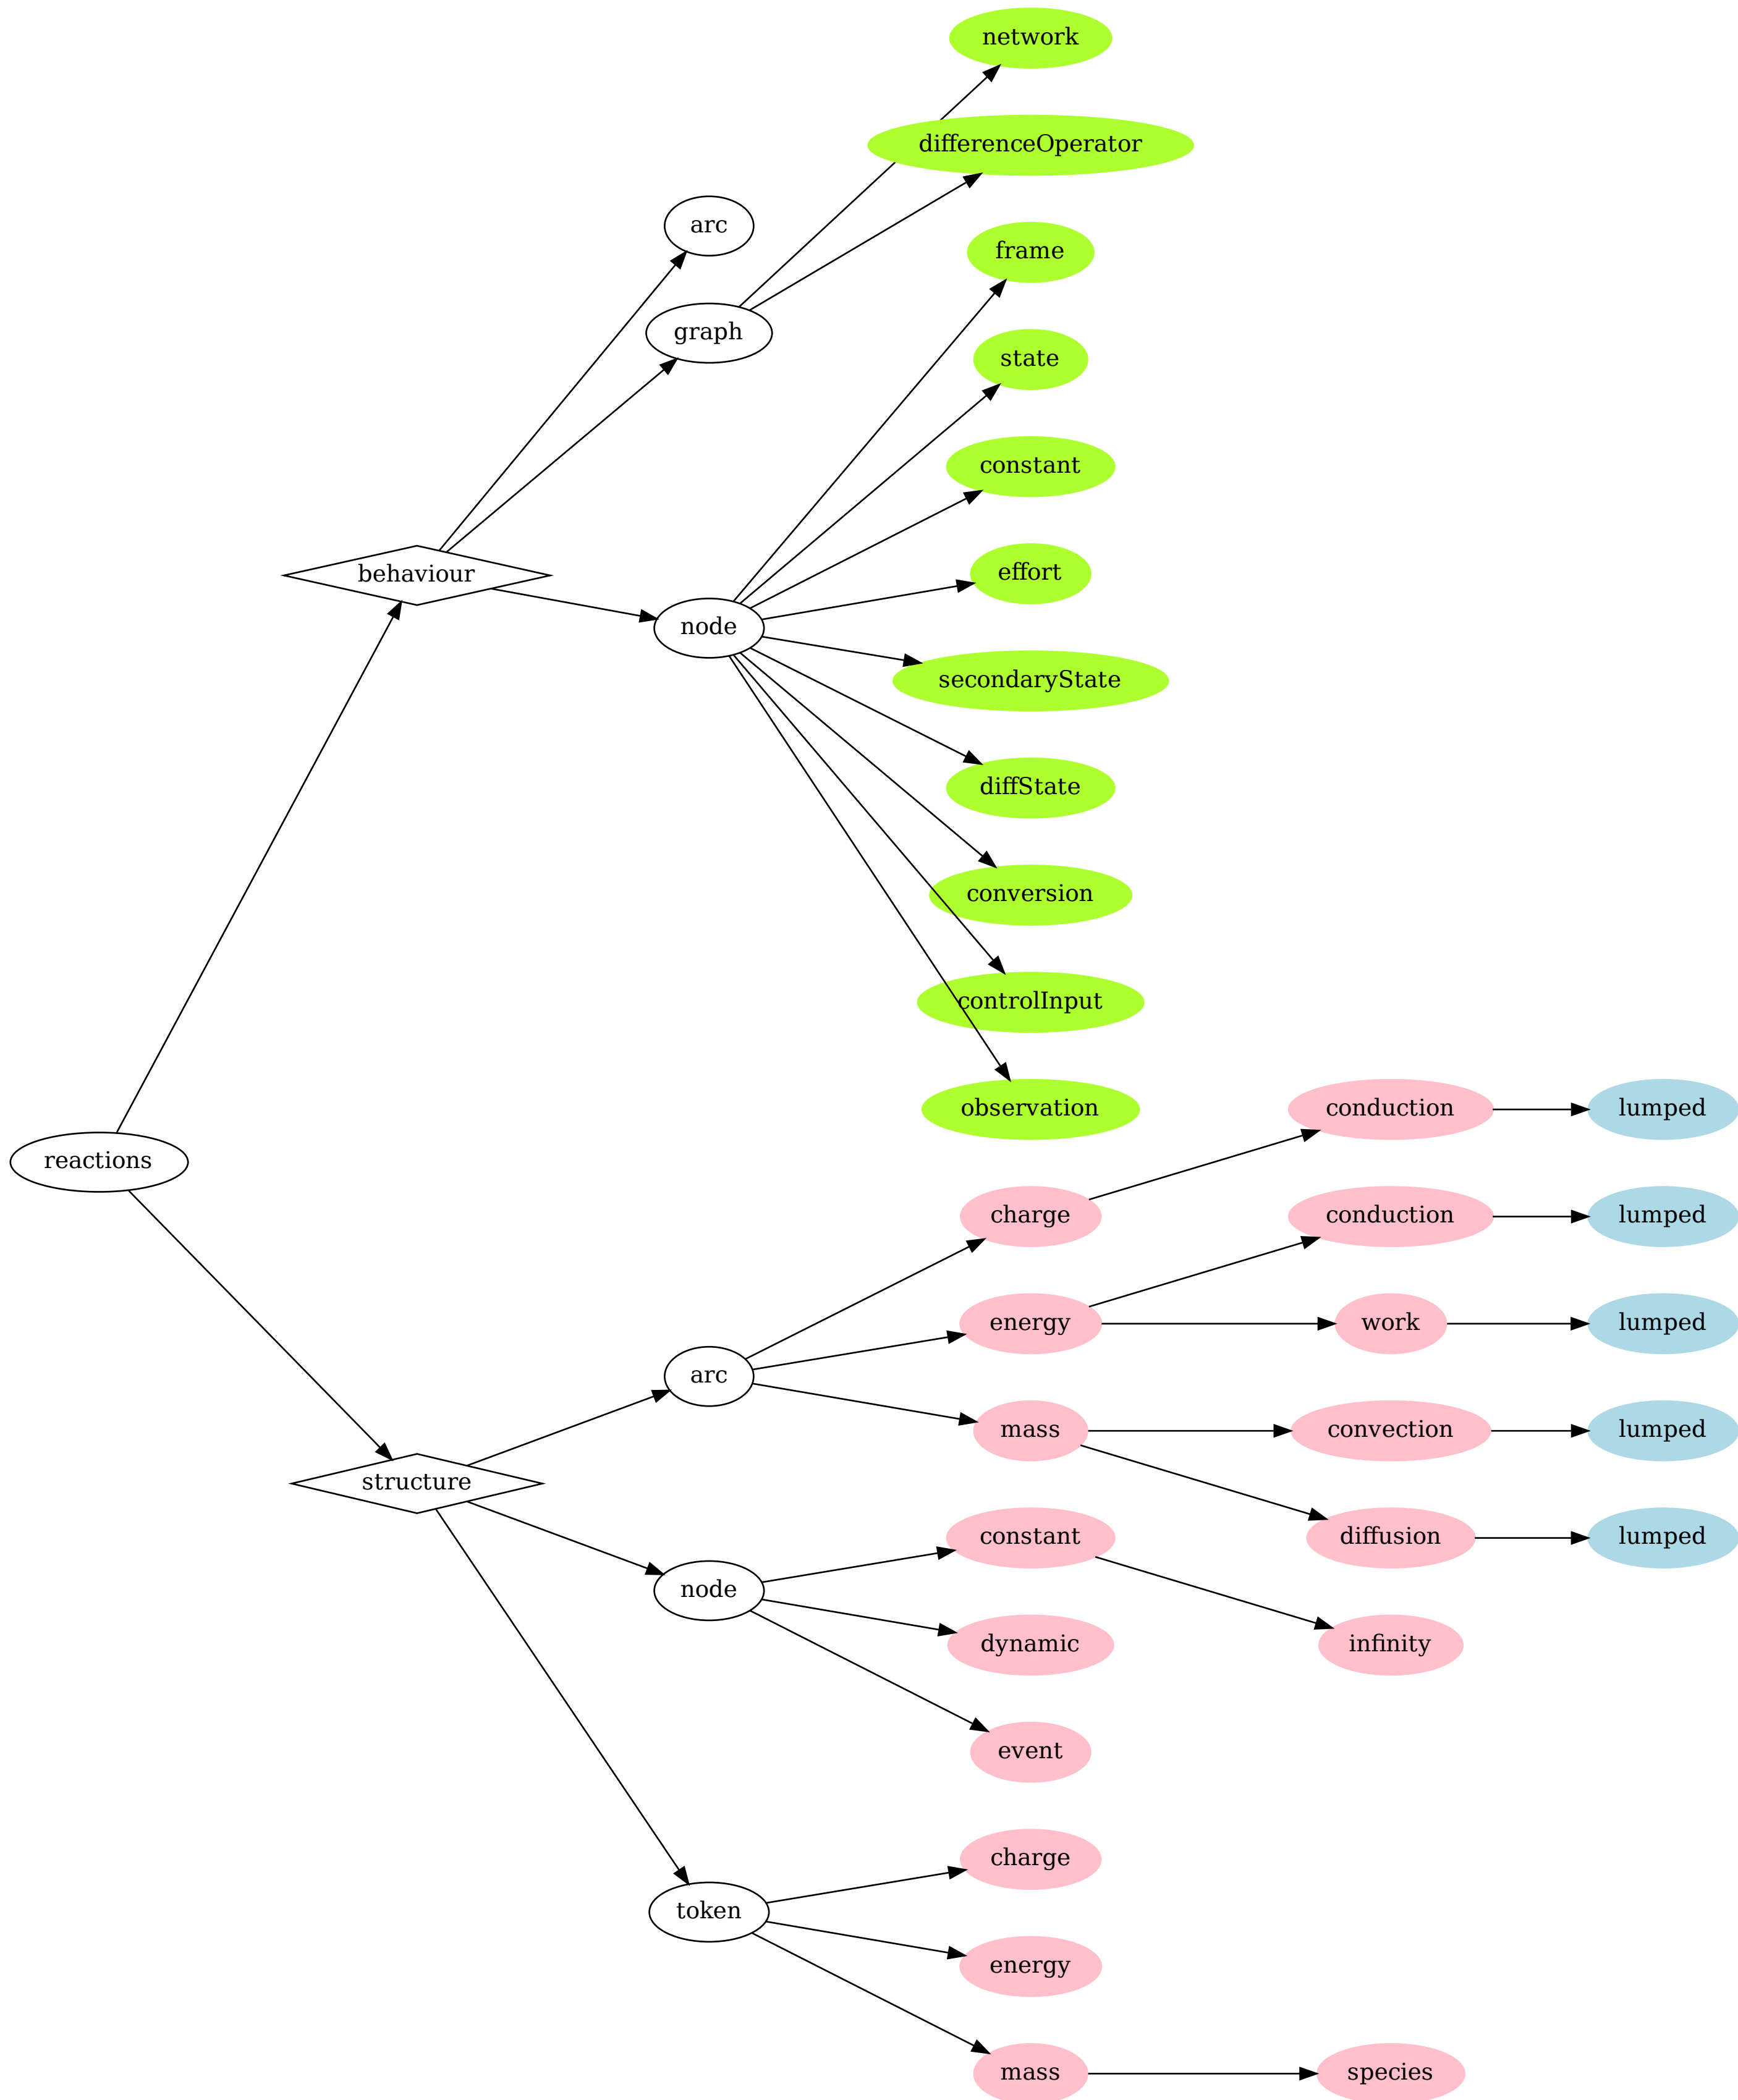 network
differenceOperator
arc
frame
graph
state
constant
effort
behaviour
node
secondaryState
diffState
conversion
controlInput
observation
conduction
lumped
reactions
charge
conduction
lumped
energy
work
lumped
arc
mass
convection
lumped
structure
constant
diffusion
lumped
node
dynamic
infinity
event
charge
token
energy
mass
species